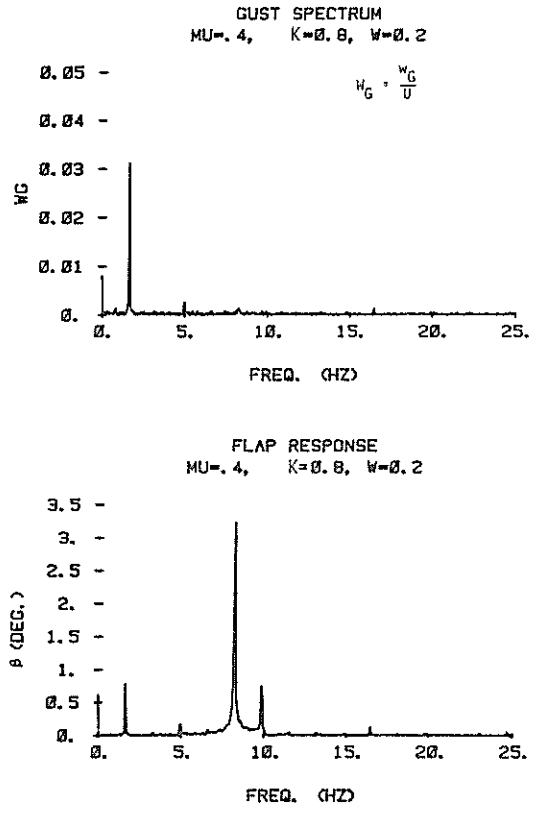 GUST SPECTRUM
MU=.4, K=0.8, W=0.2
W_G = w_G/U
0.05
0.04
0.03
0.02
0.01
0.
WG
0. 5. 10. 15. 20. 25.
FREQ. (HZ)
FLAP RESPONSE
MU=.4, K=0.8, W=0.2
3.5
3.
2.5
2.
1.5
1.
0.5
0.
β (DEG.)
0. 5. 10. 15. 20. 25.
FREQ. (HZ)